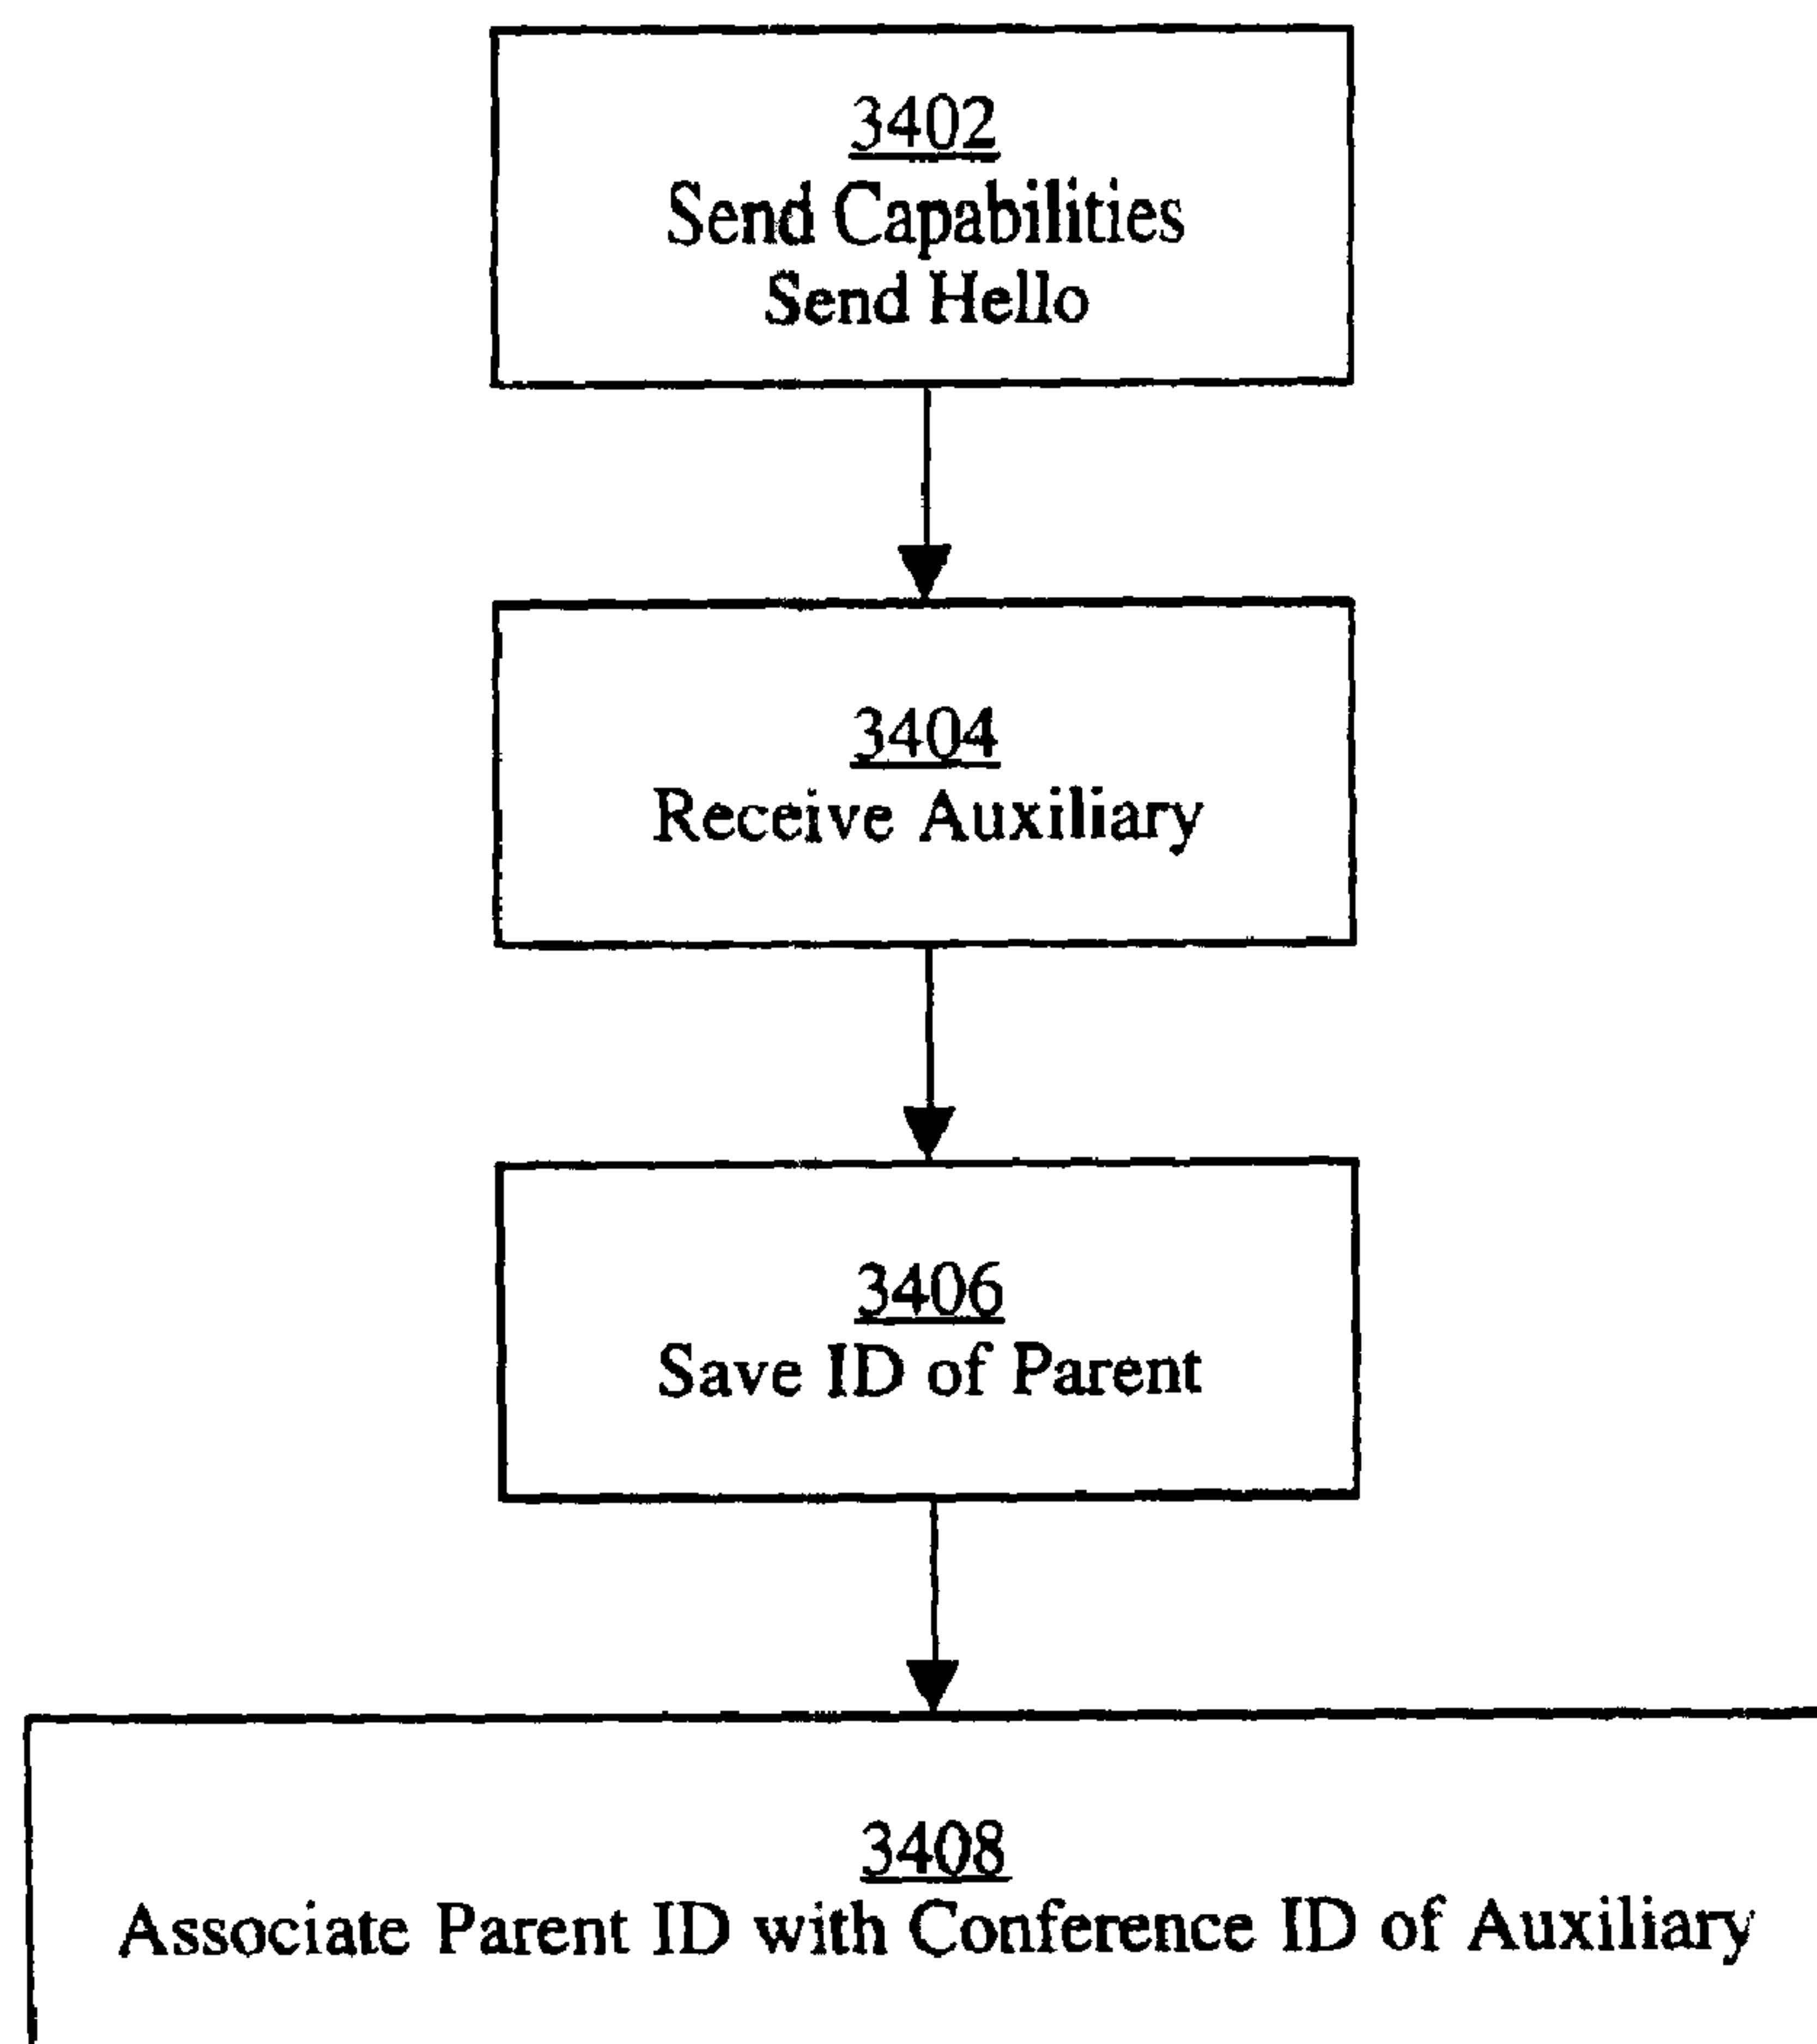 3402
Send Capabilities
Send Hello
3404
Receive Auxiliary
3406
Save ID of Parent
3408
Associate Parent ID with Conference ID of Auxiliary